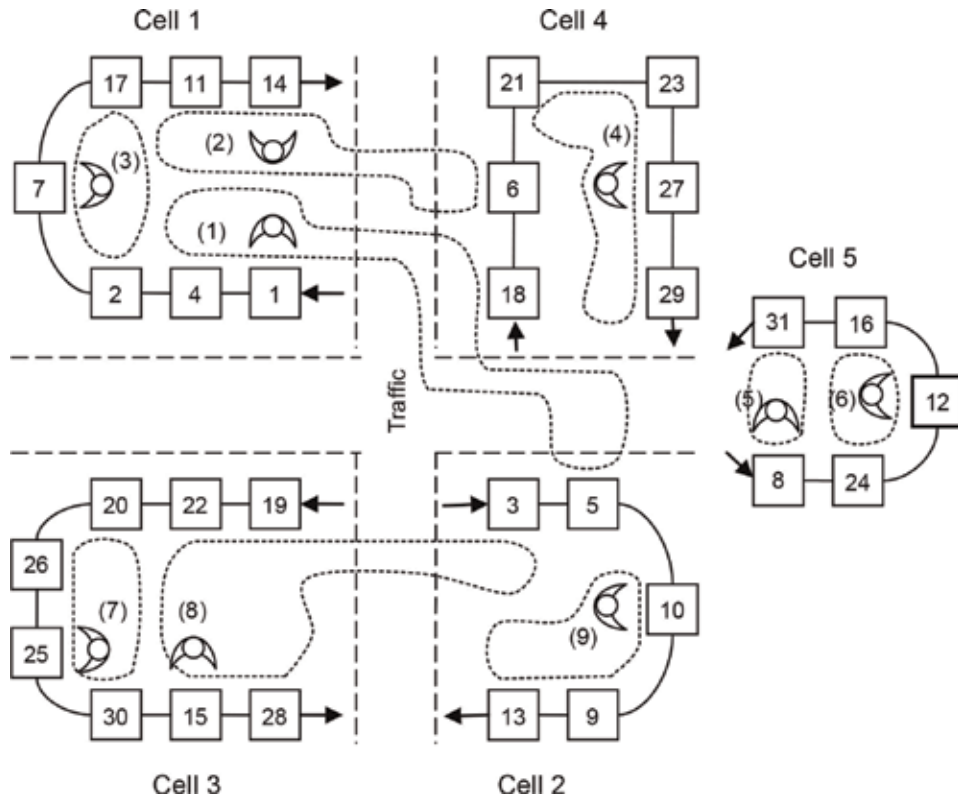 Cell 1
Cell 4
17 11 14
21 23
(2)
(4)
(3)
7
6 27
(1)
Cell 5
2 4 1
18 29
31 16
Traffic
(5) (6) 12
8 24
20 22 19
3 5
26
(7) (8)
10
25
(9)
30 15 28
13 9
Cell 3 Cell 2